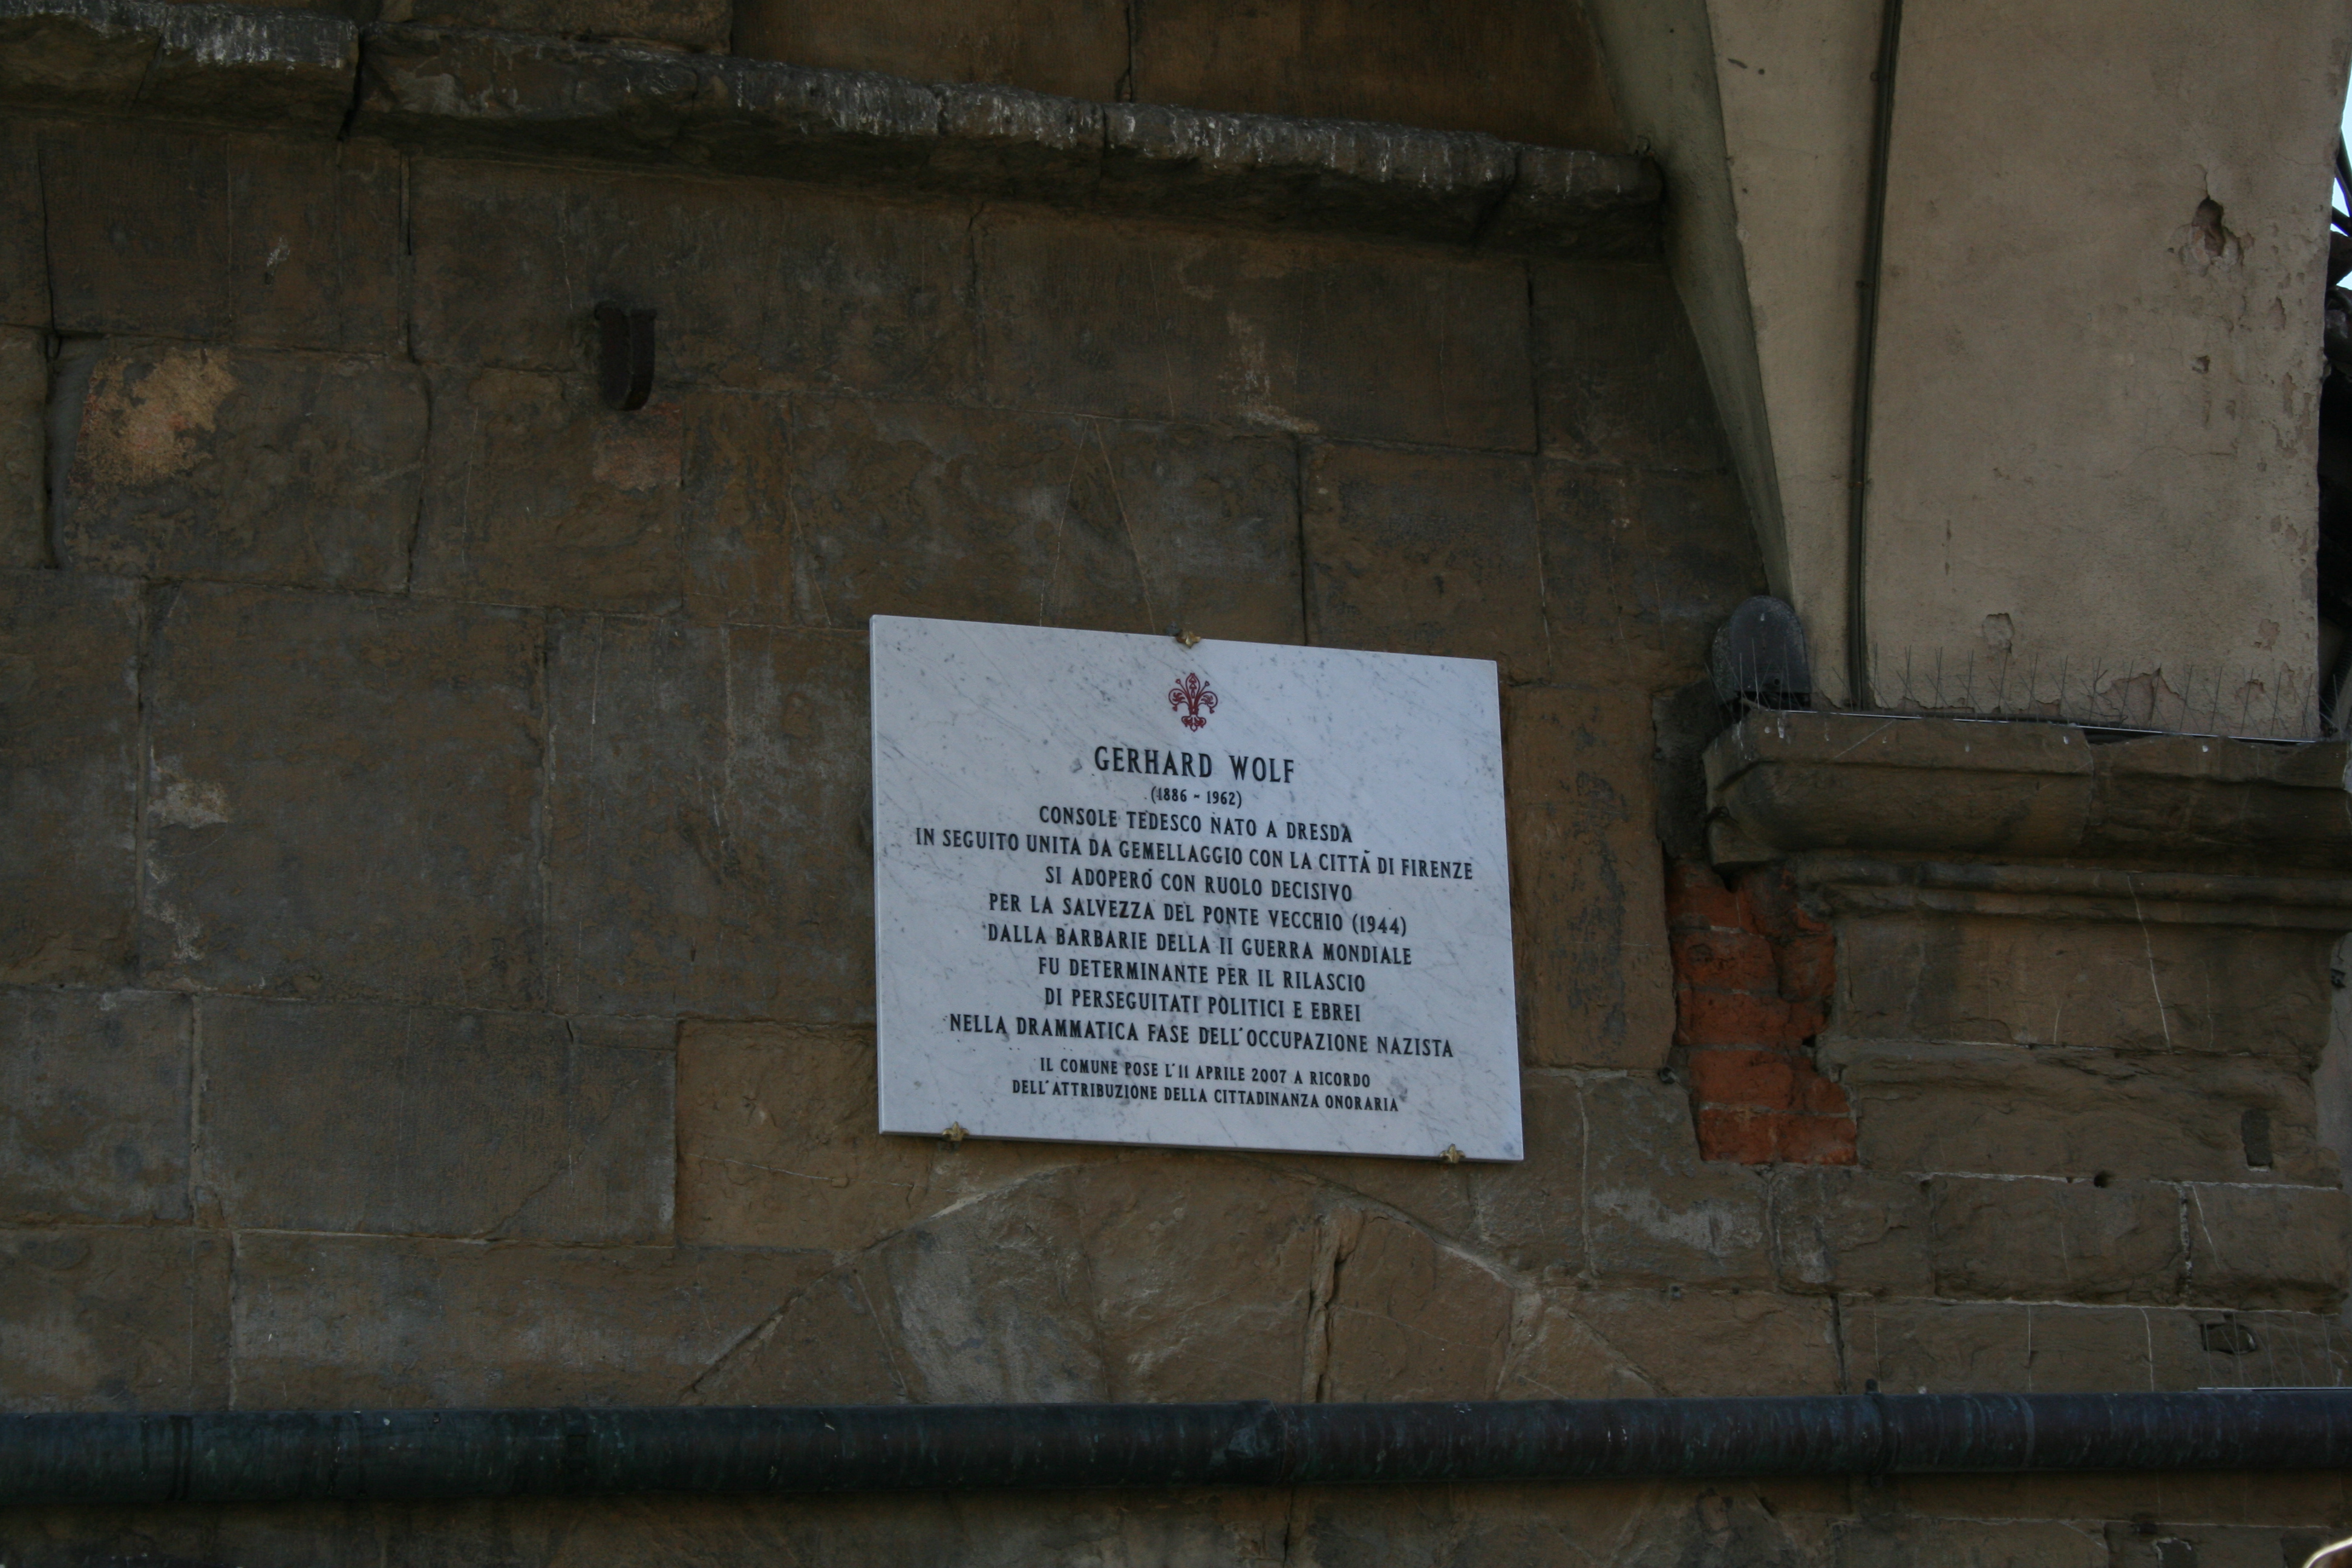 GERHARD WOLF
(1886 - 1962)
CONSOLE TEDESCO NATO A DRESDA
IN SEGUITO UNITA DA GEMELLAGGIO CON LA CITTÀ DI FIRENZE
SI ADOPERÓ CON RUOLO DECISIVO
PER LA SALVEZZA DEL PONTE VECCHIO (1944)
DALLA BARBARIE DELLA II GUERRA MONDIALE
FU DETERMINANTE PER IL RILASCIO
DI PERSEGUITATI POLITICI E EBREI
NELLA DRAMMATICA FASE DELL'OCCUPAZIONE NAZISTA
IL COMUNE POSE L'11 APRILE 2007 A RICORDO
DELL'ATTRIBUZIONE DELLA CITTADINANZA ONORARIA